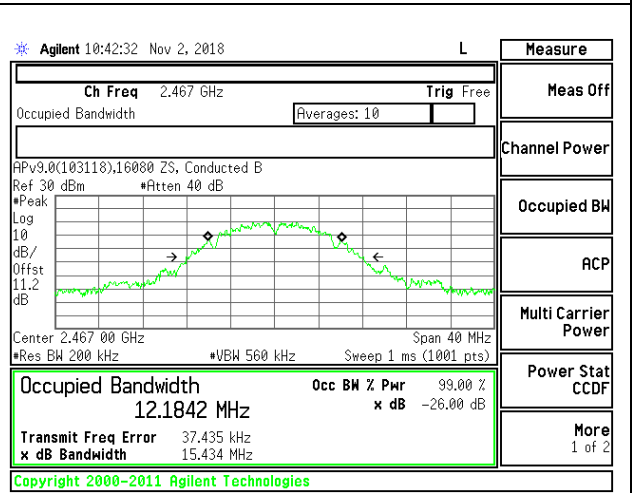 Agilent 10:42:32 Nov 2, 2018 L
Measure
Ch Freq 2.467 GHz Trig Free
Occupied Bandwidth Averages: 10
APv9.0(103118),16080 ZS, Conducted B
Ref 30 dBm #Atten 40 dB
#Peak
Log
10
dB/
Offst
11.2
dB
Center 2.467 00 GHz Span 40 MHz
#Res BW 200 kHz #VBW 560 kHz Sweep 1 ms (1001 pts)
Occupied Bandwidth Occ BW % Pwr 99.00 %
12.1842 MHz x dB -26.00 dB
Transmit Freq Error 37.435 kHz
x dB Bandwidth 15.434 MHz
Copyright 2000-2011 Agilent Technologies
Meas Off
Channel Power
Occupied BW
ACP
Multi Carrier
Power
Power Stat
CCDF
More
1 of 2